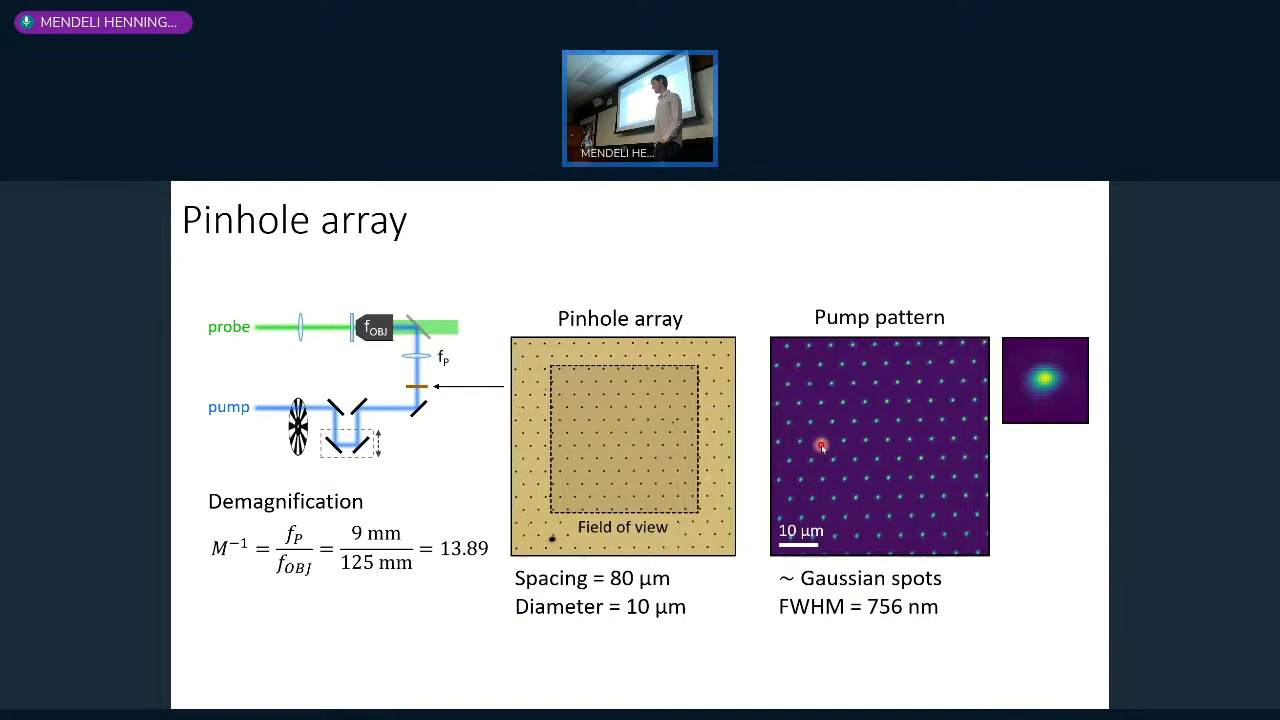 MENDELI HENNING...
MENDELI HE...
Pinhole array
probe
f_OBJ
f_P
pump
Demagnification
M⁻¹ = f_P / f_OBJ = 9 mm / 125 mm = 13.89
Pinhole array
Field of view
Spacing = 80 μm
Diameter = 10 μm
Pump pattern
10 μm
~ Gaussian spots
FWHM = 756 nm